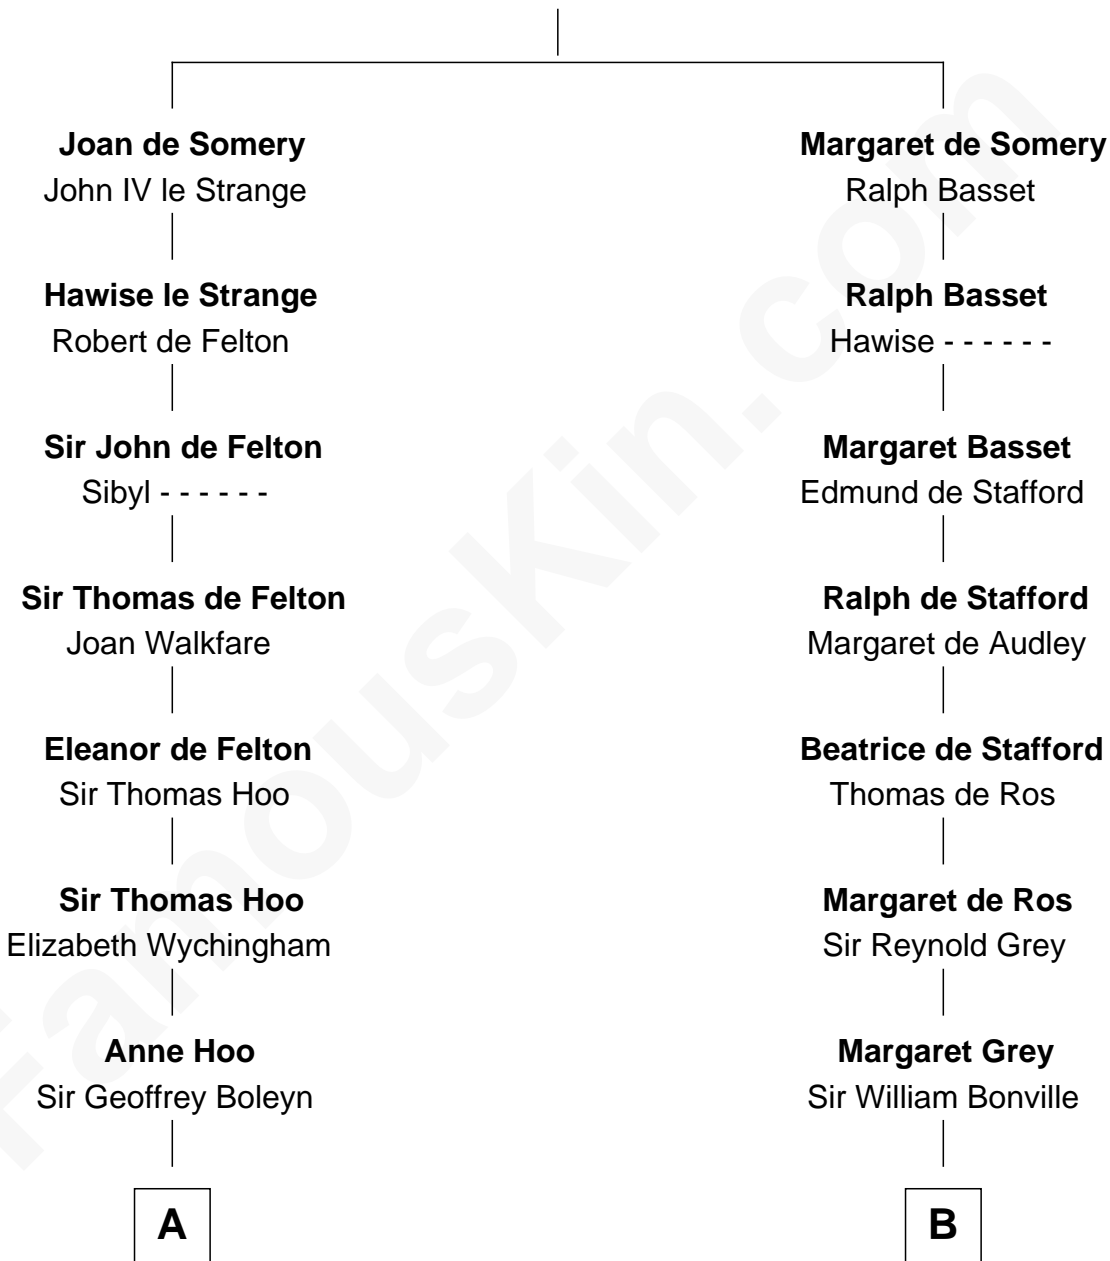 Joan de Somery
John IV le Strange
Hawise le Strange
Robert de Felton
Sir John de Felton
Sibyl - - - - - -
Sir Thomas de Felton
Joan Walkfare
Eleanor de Felton
Sir Thomas Hoo
Sir Thomas Hoo
Elizabeth Wychingham
Anne Hoo
Sir Geoffrey Boleyn
A
Margaret de Somery
Ralph Basset
Ralph Basset
Hawise - - - - - -
Margaret Basset
Edmund de Stafford
Ralph de Stafford
Margaret de Audley
Beatrice de Stafford
Thomas de Ros
Margaret de Ros
Sir Reynold Grey
Margaret Grey
Sir William Bonville
B
FamousKin.com